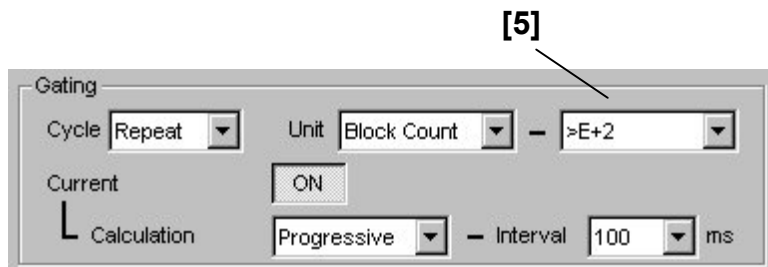 [5]
Gating
Cycle Repeat Unit Block Count – >E+2
Current ON
Calculation Progressive – Interval 100 ms